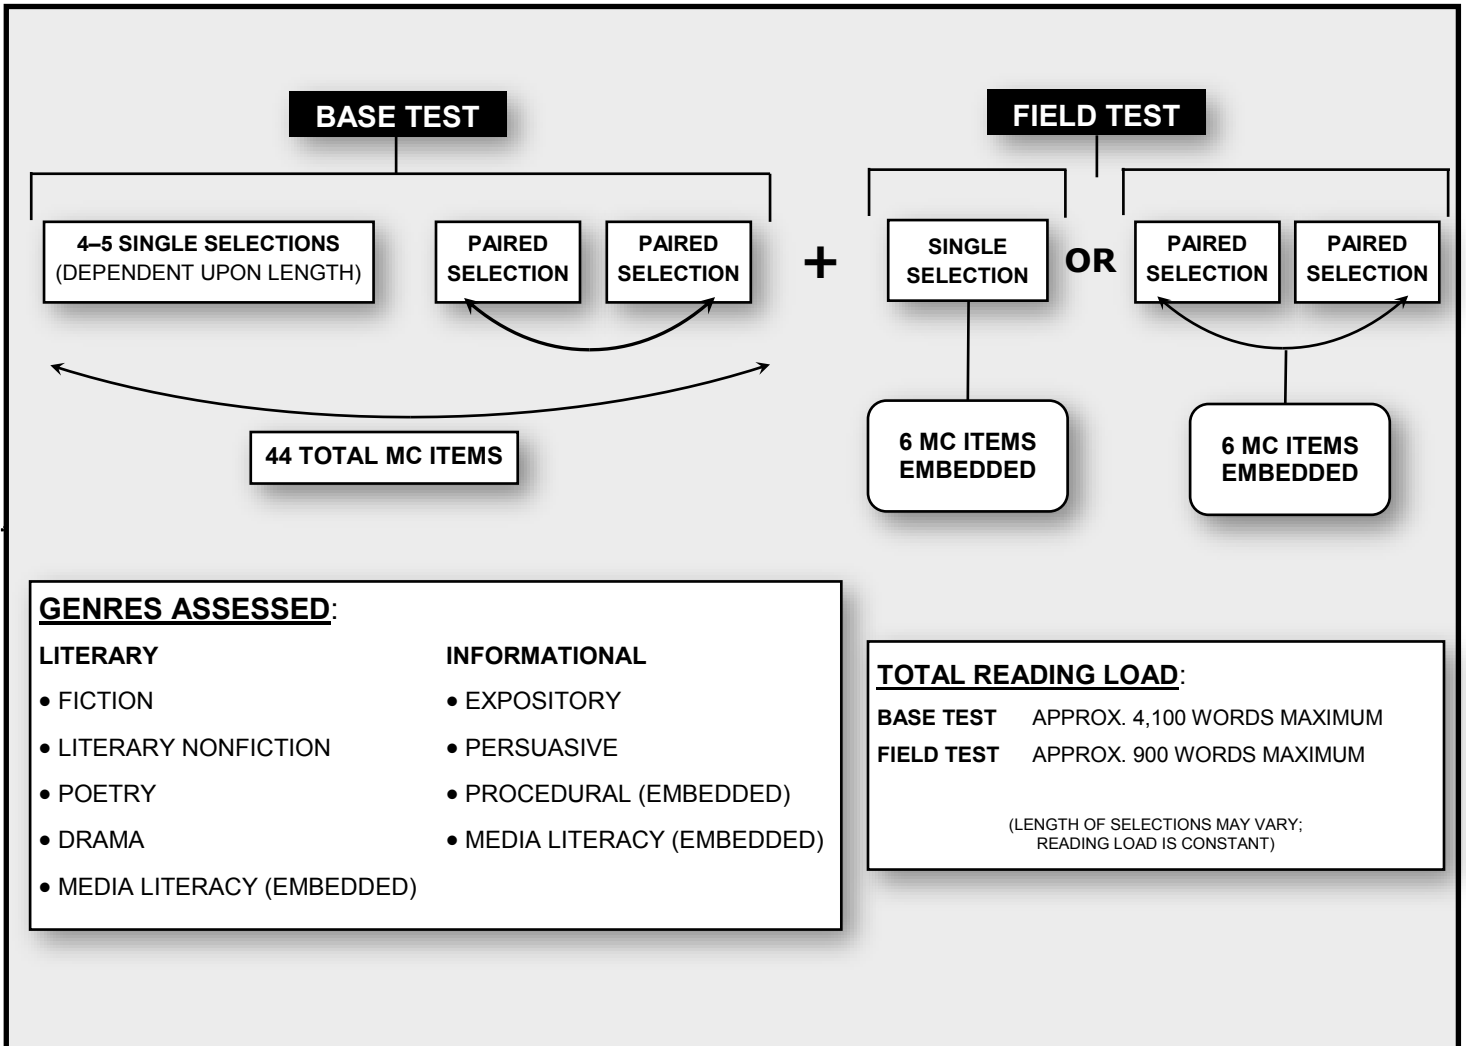 BASE TEST
FIELD TEST
4–5 SINGLE SELECTIONS
(DEPENDENT UPON LENGTH)
PAIRED
SELECTION
PAIRED
SELECTION
+
SINGLE
SELECTION
OR
PAIRED
SELECTION
PAIRED
SELECTION
44 TOTAL MC ITEMS
6 MC ITEMS
EMBEDDED
6 MC ITEMS
EMBEDDED
GENRES ASSESSED:
LITERARY
• FICTION
• LITERARY NONFICTION
• POETRY
• DRAMA
• MEDIA LITERACY (EMBEDDED)
INFORMATIONAL
• EXPOSITORY
• PERSUASIVE
• PROCEDURAL (EMBEDDED)
• MEDIA LITERACY (EMBEDDED)
TOTAL READING LOAD:
BASE TEST APPROX. 4,100 WORDS MAXIMUM
FIELD TEST APPROX. 900 WORDS MAXIMUM
(LENGTH OF SELECTIONS MAY VARY;
READING LOAD IS CONSTANT)